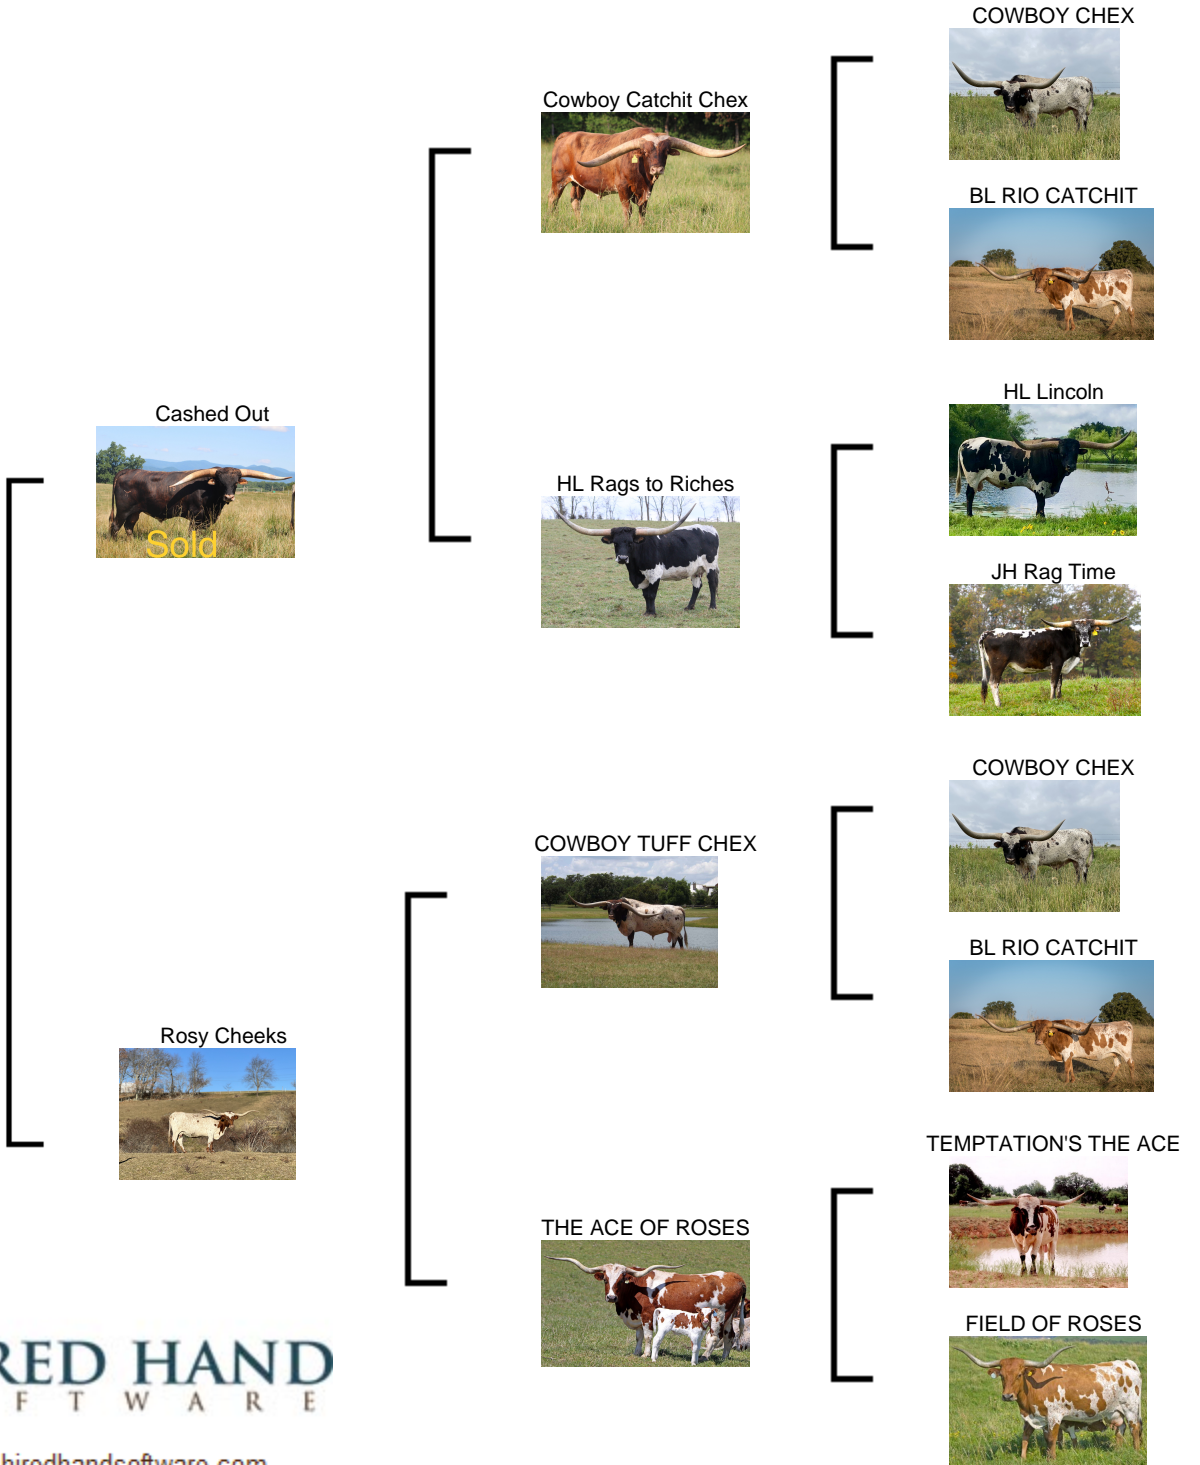 COWBOY CHEX
Cowboy Catchit Chex
BL RIO CATCHIT
Cashed Out
Sold
HL Lincoln
HL Rags to Riches
JH Rag Time
COWBOY CHEX
COWBOY TUFF CHEX
BL RIO CATCHIT
Rosy Cheeks
TEMPTATION'S THE ACE
THE ACE OF ROSES
FIELD OF ROSES
RED HAND
F T W A R E
hiredhandsoftware.com